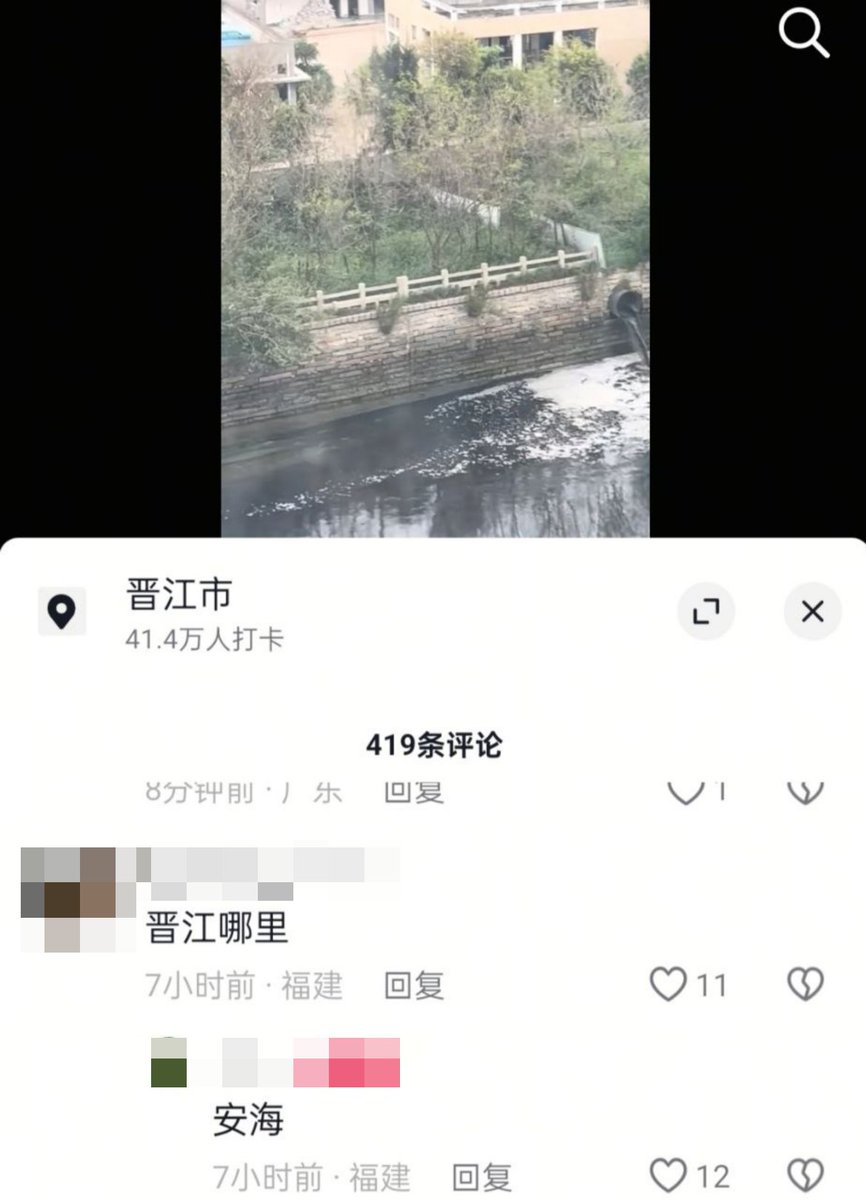 晋江市
41.4万人打卡
419条评论
8分钟前 · 广东 回复 1
晋江哪里
7小时前 · 福建 回复 11
安海
7小时前 · 福建 回复 12